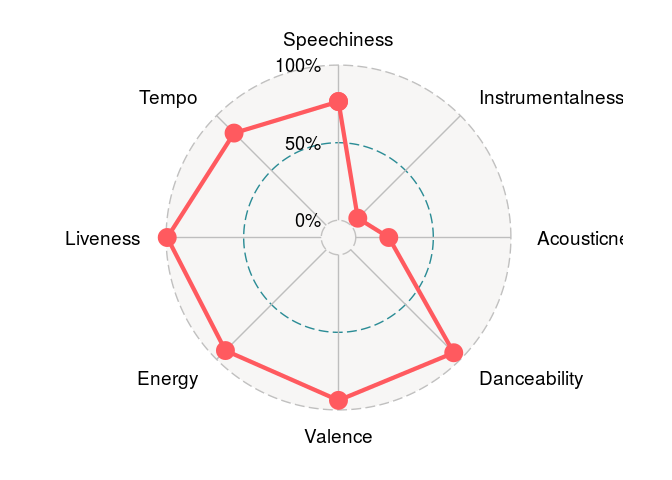 Speechiness
100%
Tempo
Instrumentalness
50%
0%
Liveness
Acousticne
Energy
Danceability
Valence